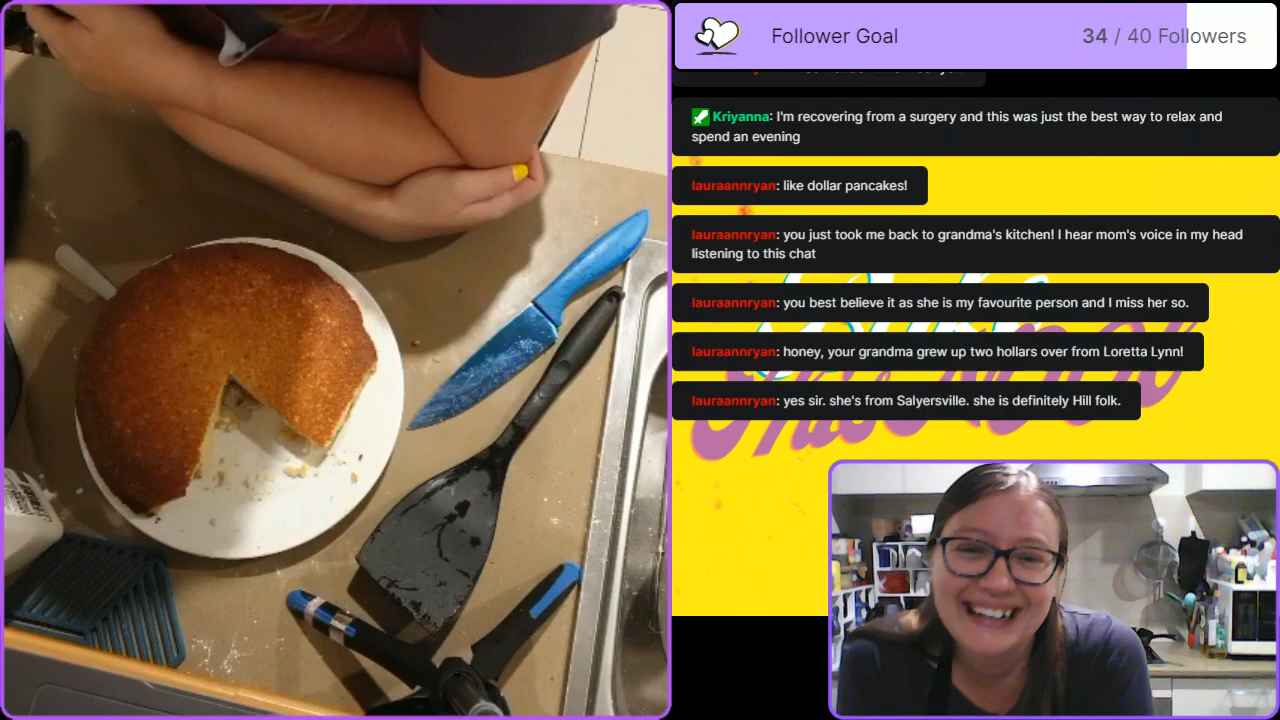 Follower Goal
34 / 40 Followers
Kriyanna: I'm recovering from a surgery and this was just the best way to relax and
spend an evening
lauraannryan: like dollar pancakes!
lauraannryan: you just took me back to grandma's kitchen! I hear mom's voice in my head
listening to this chat
lauraannryan: you best believe it as she is my favourite person and I miss her so.
lauraannryan: honey, your grandma grew up two hollars over from Loretta Lynn!
lauraannryan: yes sir. she's from Salyersville. she is definitely Hill folk.